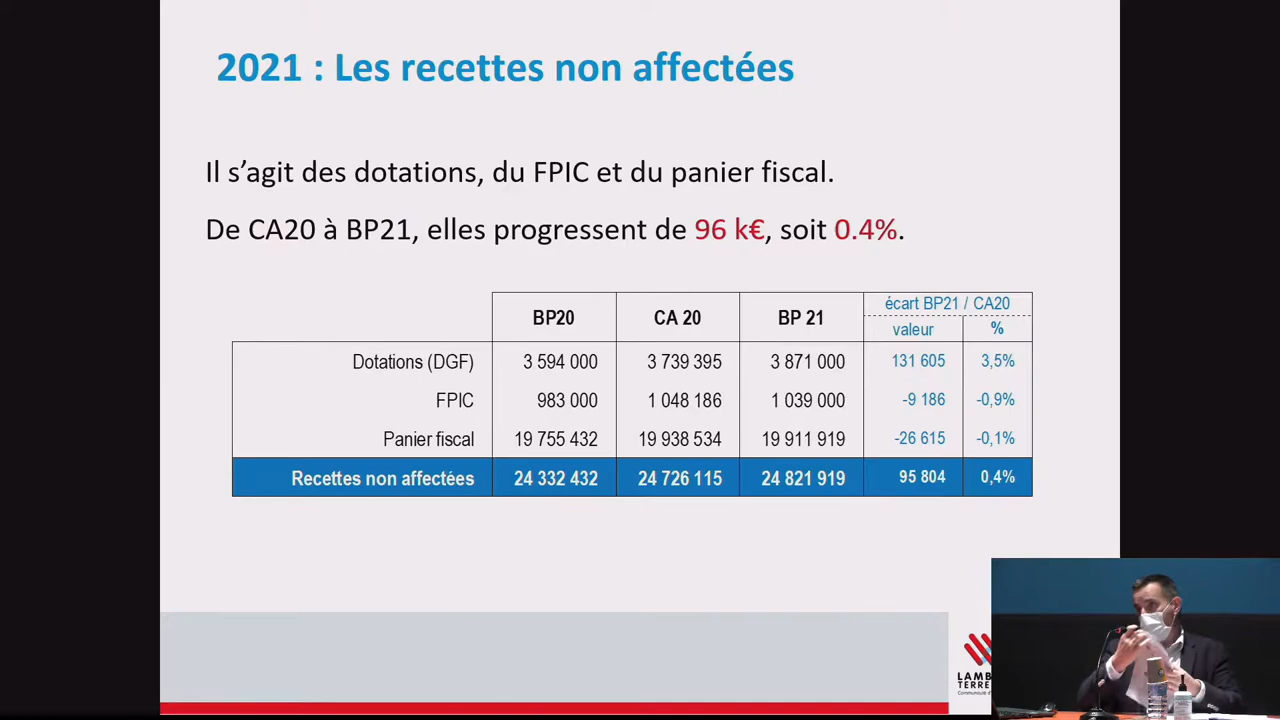 2021 : Les recettes non affectées
Il s’agit des dotations, du FPIC et du panier fiscal.
De CA20 à BP21, elles progressent de 96 k€, soit 0.4%.
BP20 CA 20 BP 21 écart BP21 / CA20
valeur %
Dotations (DGF) 3 594 000 3 739 395 3 871 000 131 605 3,5%
FPIC 983 000 1 048 186 1 039 000 -9 186 -0,9%
Panier fiscal 19 755 432 19 938 534 19 911 919 -26 615 -0,1%
Recettes non affectées 24 332 432 24 726 115 24 821 919 95 804 0,4%
LAMB
TERRE